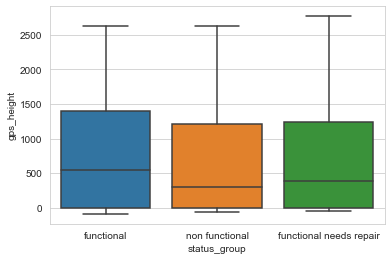 2500
2000
1500
1000
500
0
gps_height
functional
non functional
functional needs repair
status_group